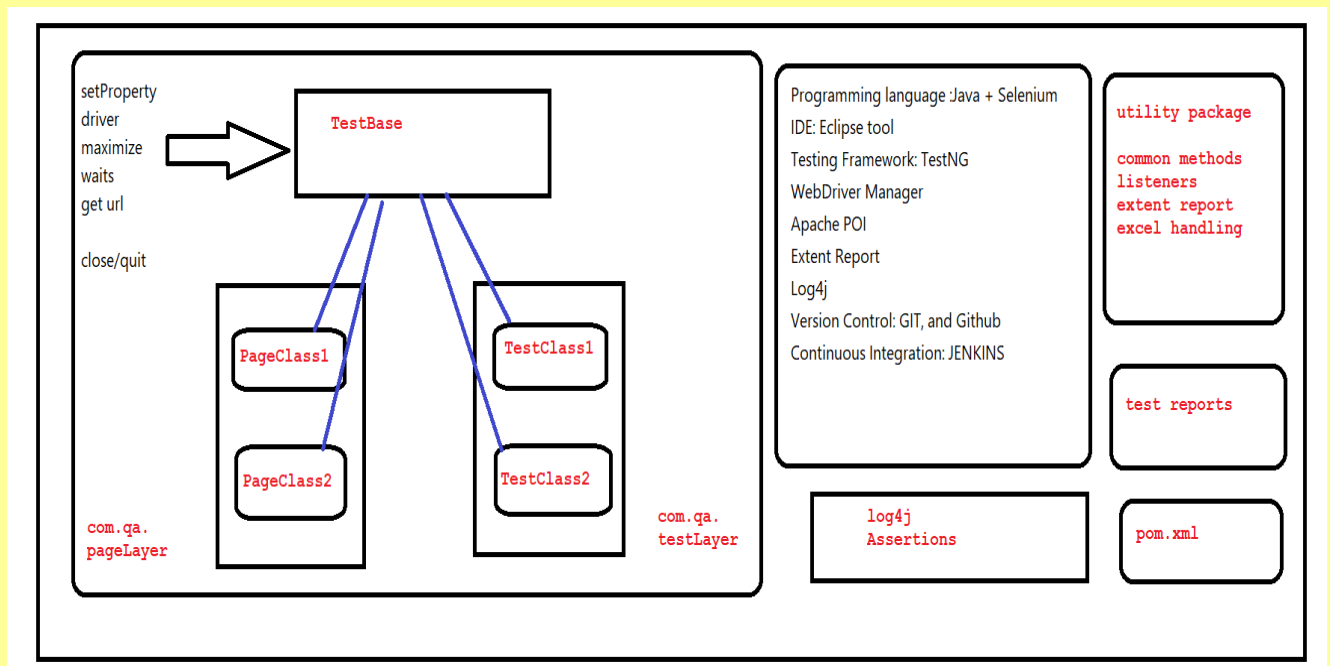 setProperty
driver
maximize
waits
get url
close/quit
TestBase
PageClass1
PageClass2
com.qa.
pageLayer
TestClass1
TestClass2
com.qa.
testLayer
Programming language :Java + Selenium
IDE: Eclipse tool
Testing Framework: TestNG
WebDriver Manager
Apache POI
Extent Report
Log4j
Version Control: GIT, and Github
Continuous Integration: JENKINS
utility package
common methods
listeners
extent report
excel handling
test reports
log4j
Assertions
pom.xml